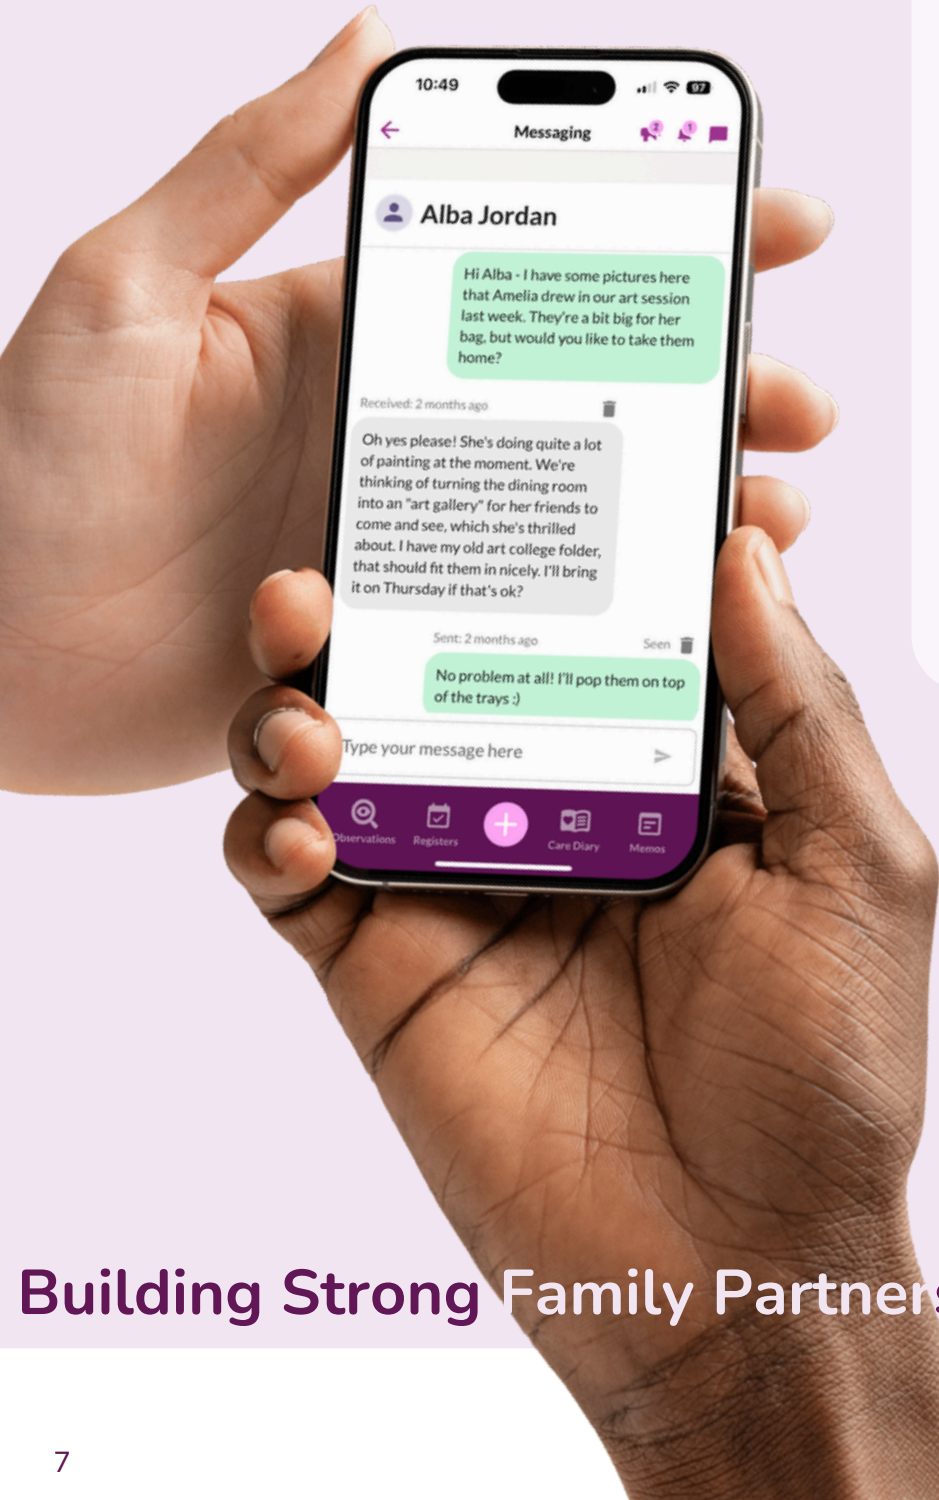 10:49
97
Messaging
2
1
Alba Jordan
Hi Alba - I have some pictures here
that Amelia drew in our art session
last week. They're a bit big for her
bag, but would you like to take them
home?
Received: 2 months ago
Oh yes please! She's doing quite a lot
of painting at the moment. We're
thinking of turning the dining room
into an "art gallery" for her friends to
come and see, which she's thrilled
about. I have my old art college folder,
that should fit them in nicely. I'll bring
it on Thursday if that's ok?
Sent: 2 months ago Seen
No problem at all! I'll pop them on top
of the trays :)
Type your message here
Observations Registers Care Diary Memos
Building Strong Family Partners
7